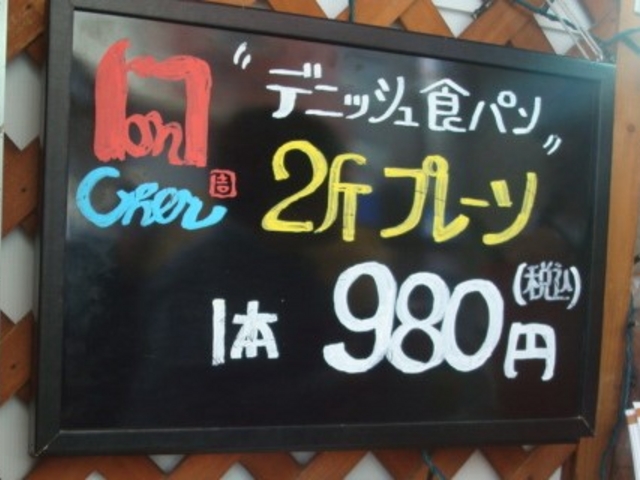 Mon
Cher 吉
"デニッシュ食パン"
2斤プレーン
1本 980円(税込)